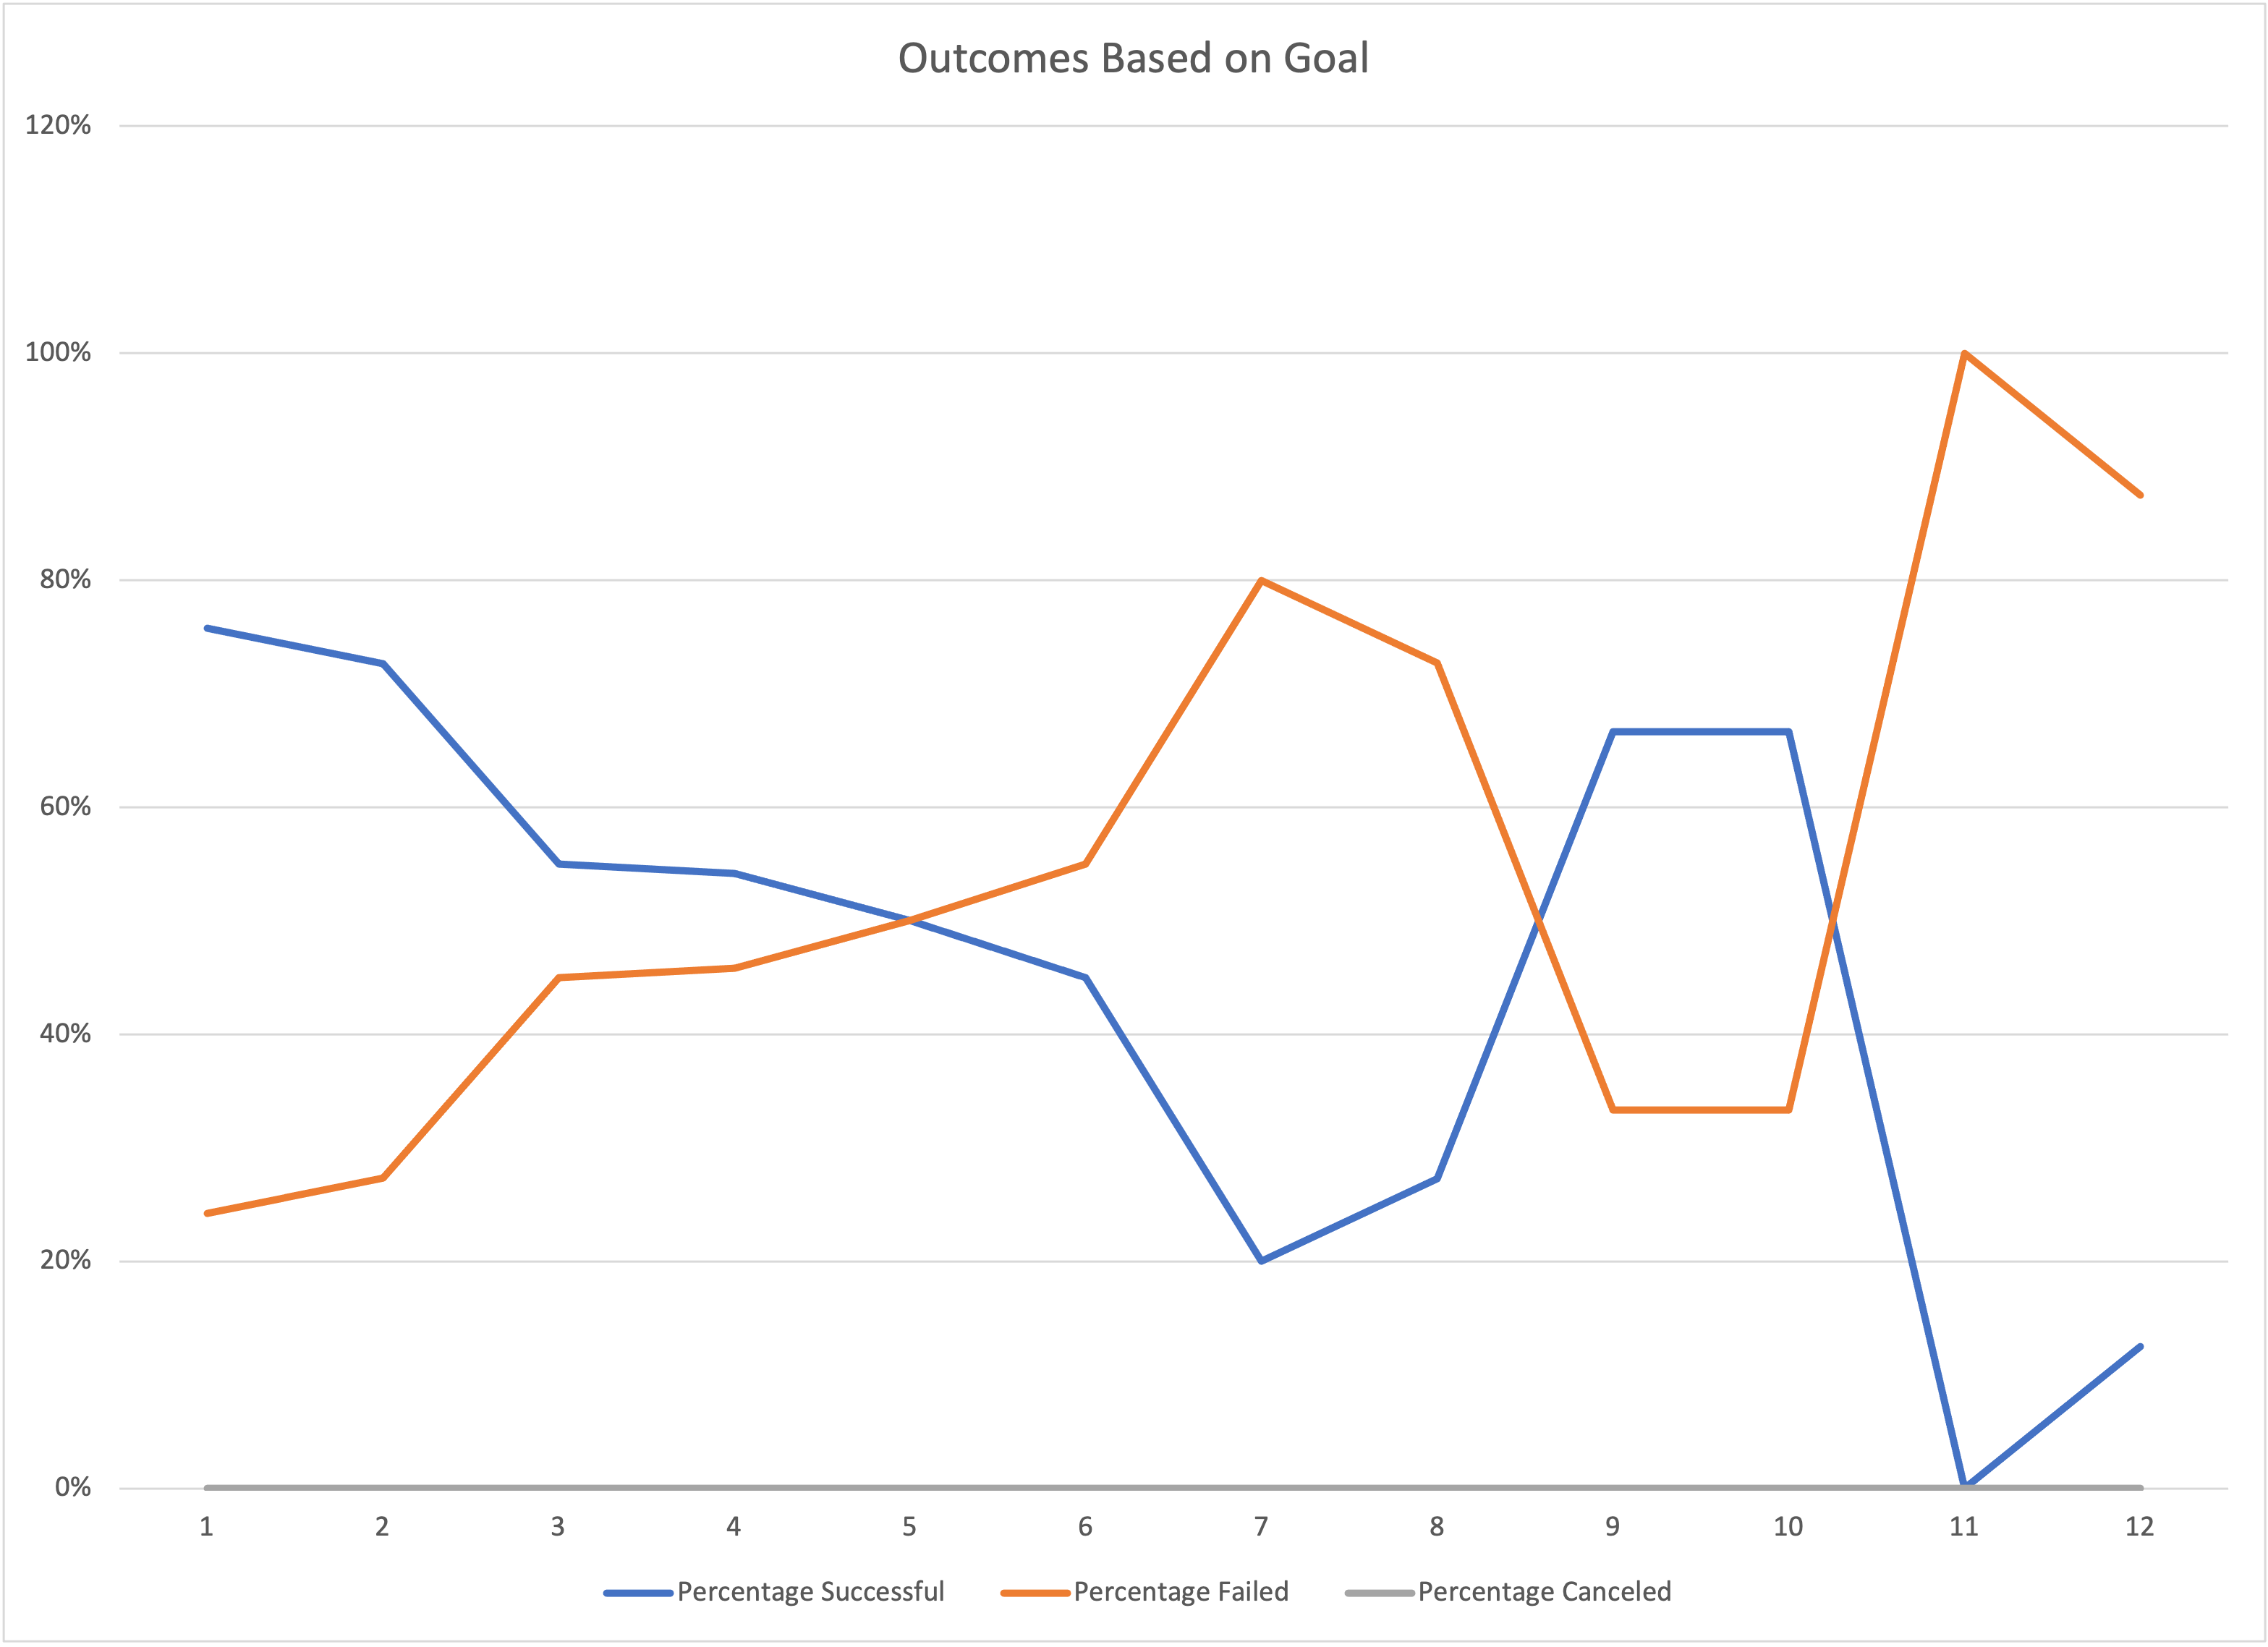 Outcomes Based on Goal
120%
100%
80%
60%
40%
20%
0%
1 2 3 4 5 6 7 8 9 10 11 12
Percentage Successful Percentage Failed Percentage Canceled